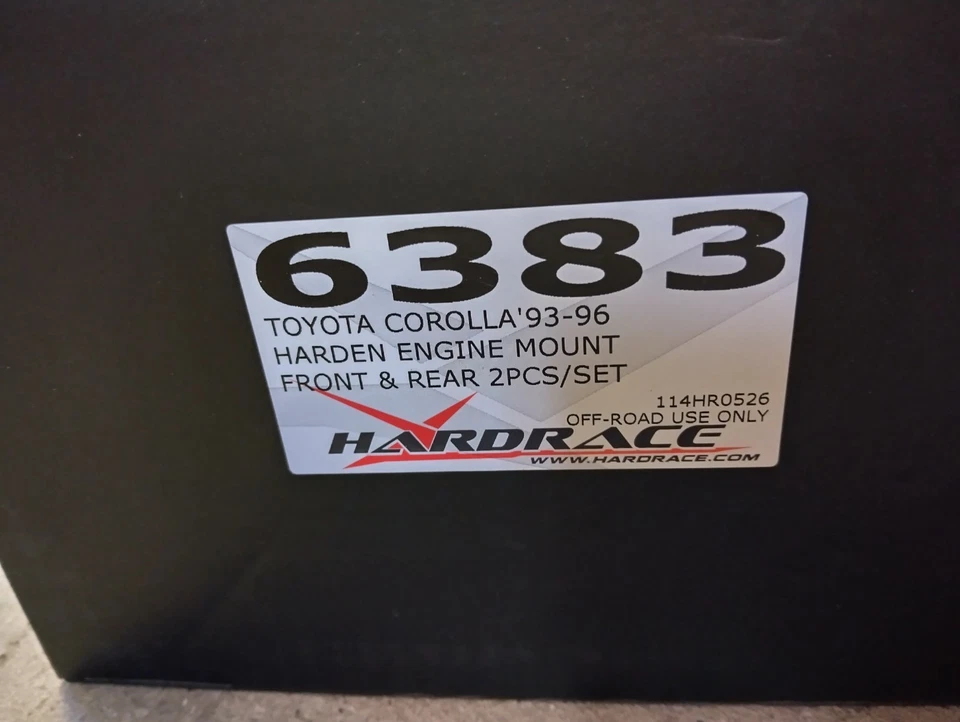 6383
TOYOTA COROLLA'93-96
HARDEN ENGINE MOUNT
FRONT & REAR 2PCS/SET
114HR0526
OFF-ROAD USE ONLY
HARDRACE
WWW.HARDRACE.COM